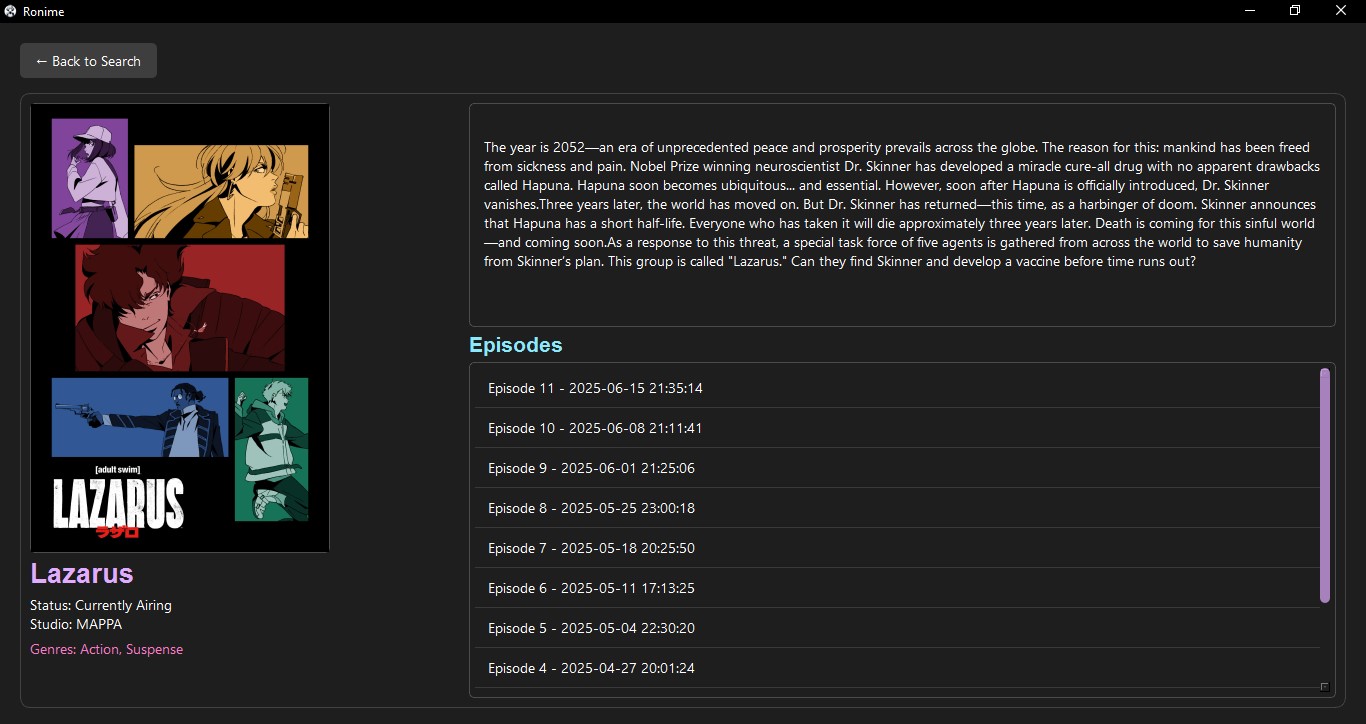 Ronime
← Back to Search
[adult swim]
LAZARUS
ラザロ
Lazarus
Status: Currently Airing
Studio: MAPPA
Genres: Action, Suspense
The year is 2052—an era of unprecedented peace and prosperity prevails across the globe. The reason for this: mankind has been freed
from sickness and pain. Nobel Prize winning neuroscientist Dr. Skinner has developed a miracle cure-all drug with no apparent drawbacks
called Hapuna. Hapuna soon becomes ubiquitous... and essential. However, soon after Hapuna is officially introduced, Dr. Skinner
vanishes.Three years later, the world has moved on. But Dr. Skinner has returned—this time, as a harbinger of doom. Skinner announces
that Hapuna has a short half-life. Everyone who has taken it will die approximately three years later. Death is coming for this sinful world
—and coming soon.As a response to this threat, a special task force of five agents is gathered from across the world to save humanity
from Skinner's plan. This group is called "Lazarus." Can they find Skinner and develop a vaccine before time runs out?
Episodes
Episode 11 - 2025-06-15 21:35:14
Episode 10 - 2025-06-08 21:11:41
Episode 9 - 2025-06-01 21:25:06
Episode 8 - 2025-05-25 23:00:18
Episode 7 - 2025-05-18 20:25:50
Episode 6 - 2025-05-11 17:13:25
Episode 5 - 2025-05-04 22:30:20
Episode 4 - 2025-04-27 20:01:24